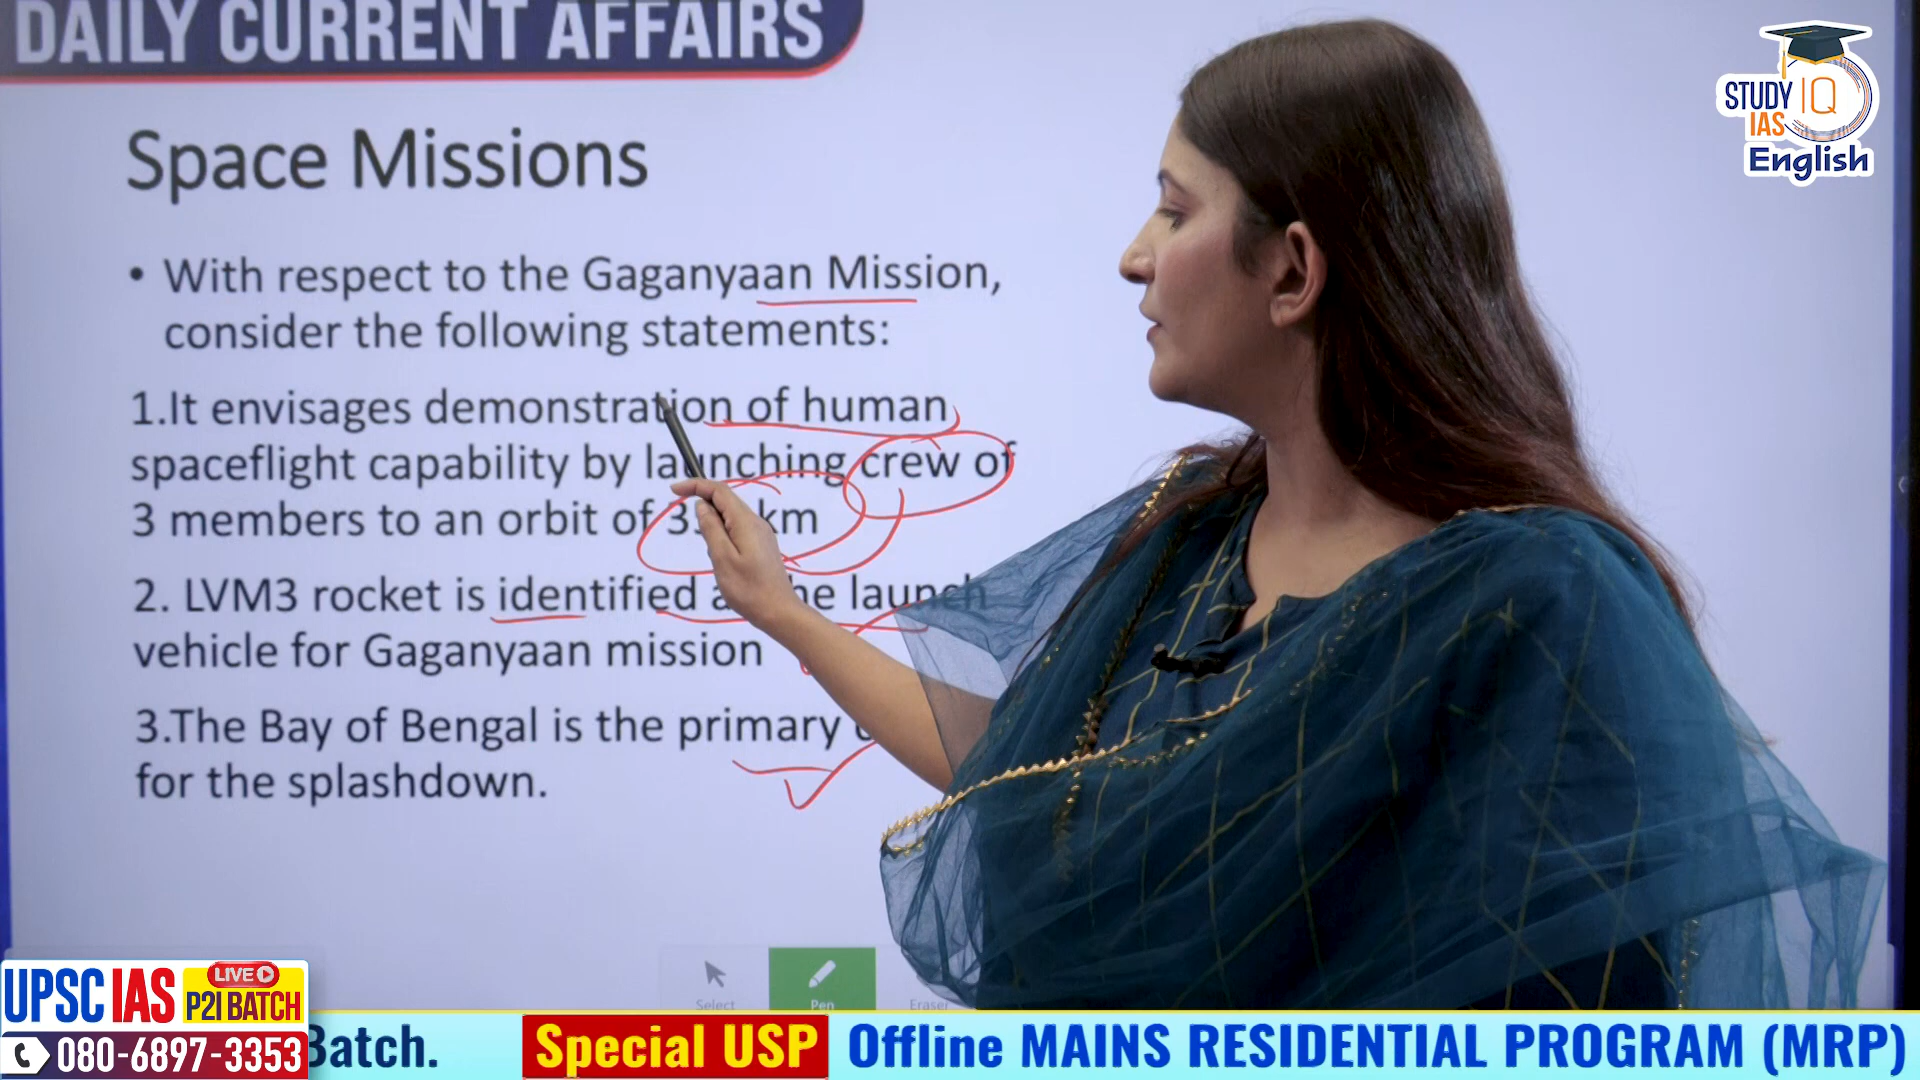 DAILY CURRENT AFFAIRS
STUDY IQ
IAS
English
Space Missions
• With respect to the Gaganyaan Mission,
consider the following statements:
1.It envisages demonstration of human
spaceflight capability by launching crew of
3 members to an orbit of km
2. LVM3 rocket is identified the launch
vehicle for Gaganyaan mission
3.The Bay of Bengal is the primary
for the splashdown.
Select
Pen
Eraser
LIVE
UPSC IAS P2I BATCH
080-6897-3353
Batch. Special USP Offline MAINS RESIDENTIAL PROGRAM (MRP)